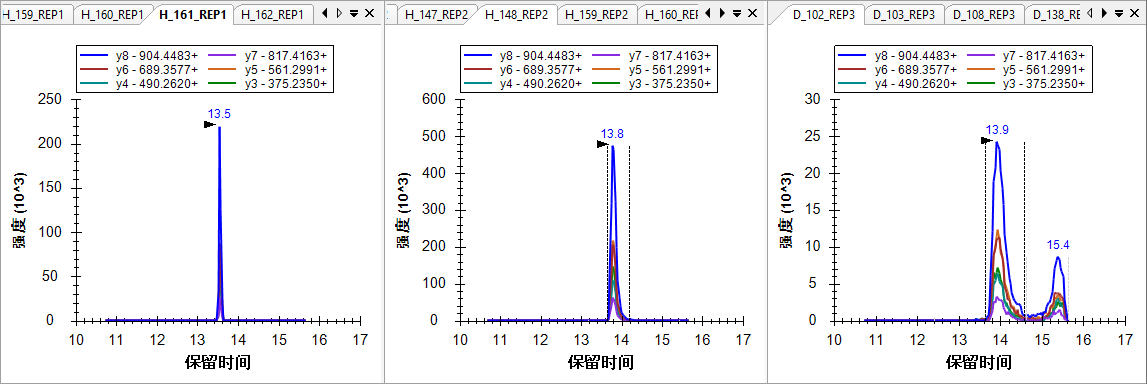 H_159_REP1 H_160_REP1 H_161_REP1 H_162_REP1
y8 - 904.4483+ y7 - 817.4163+
y6 - 689.3577+ y5 - 561.2991+
y4 - 490.2620+ y3 - 375.2350+
250
200
150
100
50
0
强度 (10^3)
13.5
10 11 12 13 14 15 16 17
保留时间
H_147_REP2 H_148_REP2 H_159_REP2 H_160_REP
y8 - 904.4483+ y7 - 817.4163+
y6 - 689.3577+ y5 - 561.2991+
y4 - 490.2620+ y3 - 375.2350+
600
500
400
300
200
100
0
强度 (10^3)
13.8
10 11 12 13 14 15 16 17
保留时间
D_102_REP3 D_103_REP3 D_108_REP3 D_138_RE
y8 - 904.4483+ y7 - 817.4163+
y6 - 689.3577+ y5 - 561.2991+
y4 - 490.2620+ y3 - 375.2350+
30
25
20
15
10
5
0
强度 (10^3)
13.9
15.4
10 11 12 13 14 15 16 17
保留时间